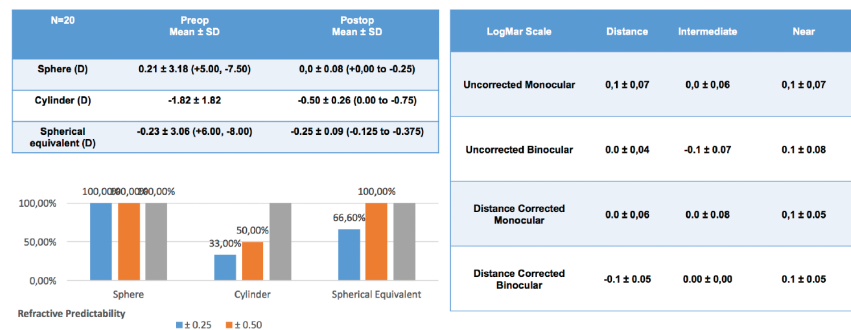 N=20 Preop Mean ± SD Postop Mean ± SD
Sphere (D) 0.21 ± 3.18 (+5.00, -7.50) 0,0 ± 0.08 (+0,00 to -0.25)
Cylinder (D) -1.82 ± 1.82 -0.50 ± 0.26 (0.00 to -0.75)
Spherical equivalent (D) -0.23 ± 3.06 (+6.00, -8.00) -0.25 ± 0.09 (-0.125 to -0.375)
100,00% 100,00% 100,00% 100,00%
66,60%
50,00%
33,00%
100,00%
50,00%
0,00%
Sphere Cylinder Spherical Equivalent
Refractive Predictability
± 0.25 ± 0.50
LogMar Scale Distance Intermediate Near
Uncorrected Monocular 0,1 ± 0,07 0,0 ± 0,06 0,1 ± 0,07
Uncorrected Binocular 0.0 ± 0,04 -0.1 ± 0.07 0.1 ± 0.08
Distance Corrected Monocular 0.0 ± 0,06 0.0 ± 0.08 0,1 ± 0.05
Distance Corrected Binocular -0.1 ± 0.05 0.00 ± 0,00 0.1 ± 0.05